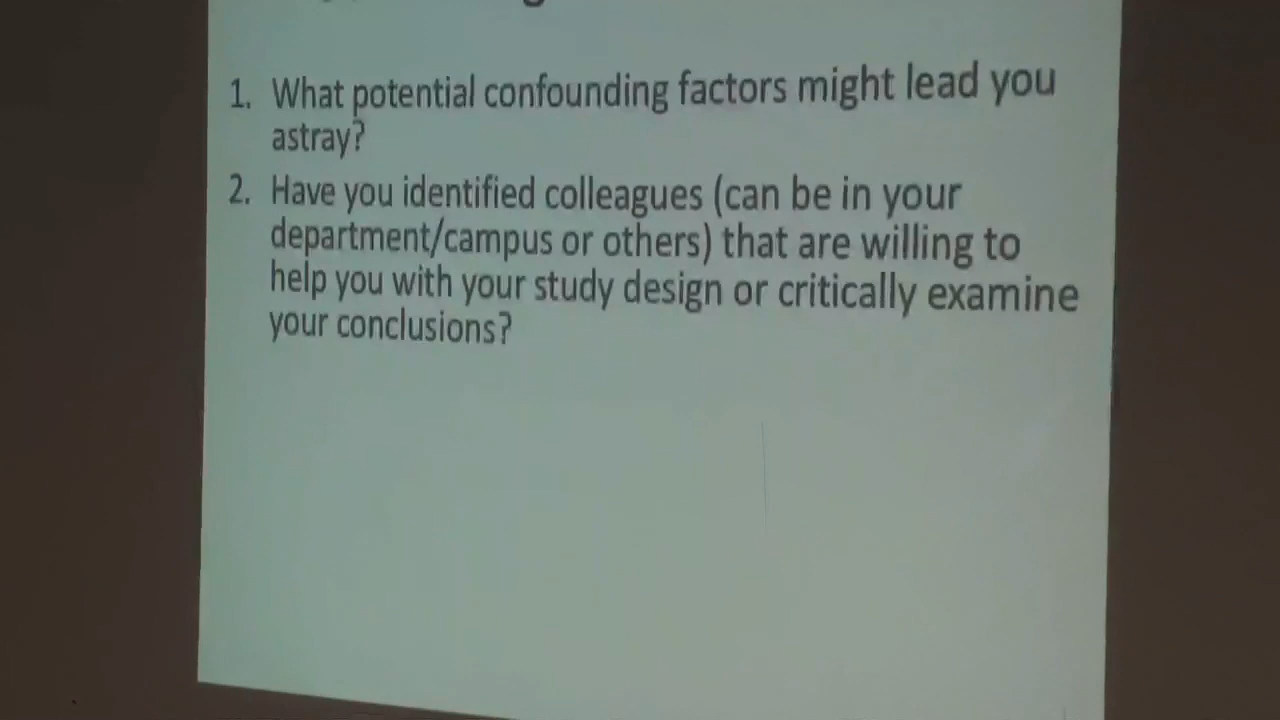 1. What potential confounding factors might lead you
astray?
2. Have you identified colleagues (can be in your
department/campus or others) that are willing to
help you with your study design or critically examine
your conclusions?